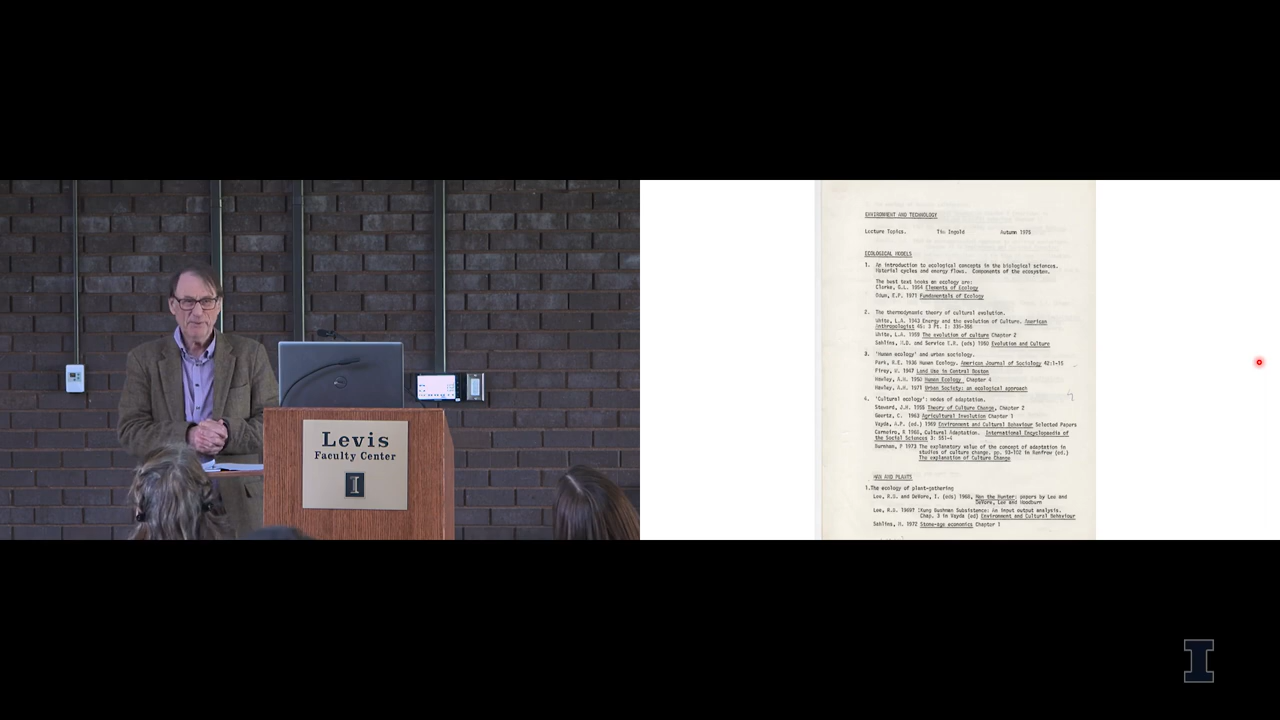 Levis
Faculty Center
I
ENVIRONMENT AND TECHNOLOGY
Lecture Topics. Tim Ingold Autumn 1975
ECOLOGICAL MODELS
1. An introduction to ecological concepts in the biological sciences.
Material cycles and energy flows. Components of the ecosystem.
The best text books an ecology are:
Clarke, G.L. 1954 Elements of Ecology
Odum, E.P. 1971 Fundamentals of Ecology
2. The thermodynamic theory of cultural evolution.
White, L.A. 1943 Energy and the evolution of Culture. American
Anthropologist 45: 3 Pt. I: 335-356
White, L.A. 1959 The evolution of culture Chapter 2
Sahlins, M.D. and Service E.R. (eds) 1960 Evolution and Culture
3. 'Human ecology' and urban sociology.
Park, R.E. 1936 Human Ecology. American Journal of Sociology 42:1-15
Firey, W. 1947 Land Use in Central Boston
Hawley, A.H. 1950 Human Ecology Chapter 4
Hawley, A.H. 1971 Urban Society: an ecological approach
4. 'Cultural ecology': modes of adaptation.
Steward, J.H. 1955 Theory of Culture Change, Chapter 2
Geertz, C. 1963 Agricultural Involution Chapter 1
Vayda, A.P. (ed.) 1969 Environment and Cultural Behaviour Selected Papers
Carneiro, R 1968, Cultural Adaptation. International Encyclopaedia of
the Social Sciences 3: 551-4
Burnham, P 1973 The explanatory value of the concept of adaptation in
studies of culture change. pp. 93-102 in Renfrew (ed.)
The explanation of Culture Change
MAN AND PLANTS
1.The ecology of plant-gathering
Lee, R.B. and DeVore, I. (eds) 1968, Man the Hunter: papers by Lee and
DeVore, Lee and Woodburn
Lee, R.B. 1969? !Kung Bushman Subsistence: An input output analysis.
Chap. 3 in Vayda (ed) Environment and Cultural Behaviour
Sahlins, M. 1972 Stone-age economics Chapter 1
I